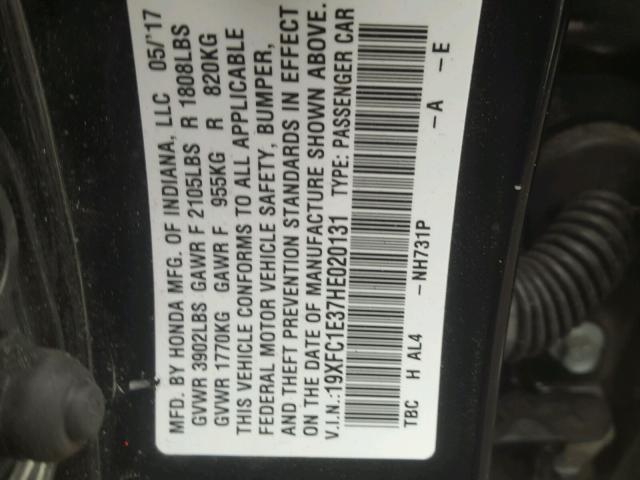 MFD. BY HONDA MFG. OF INDIANA, LLC 05/'17
GVWR 3902LBS GAWR F 2105LBS R 1808LBS
GVWR 1770KG GAWR F 955KG R 820KG
THIS VEHICLE CONFORMS TO ALL APPLICABLE
FEDERAL MOTOR VEHICLE SAFETY, BUMPER,
AND THEFT PREVENTION STANDARDS IN EFFECT
ON THE DATE OF MANUFACTURE SHOWN ABOVE.
V.I.N.:19XFC1E37HE020131 TYPE: PASSENGER CAR
TBC H AL4 -NH731P -A -E